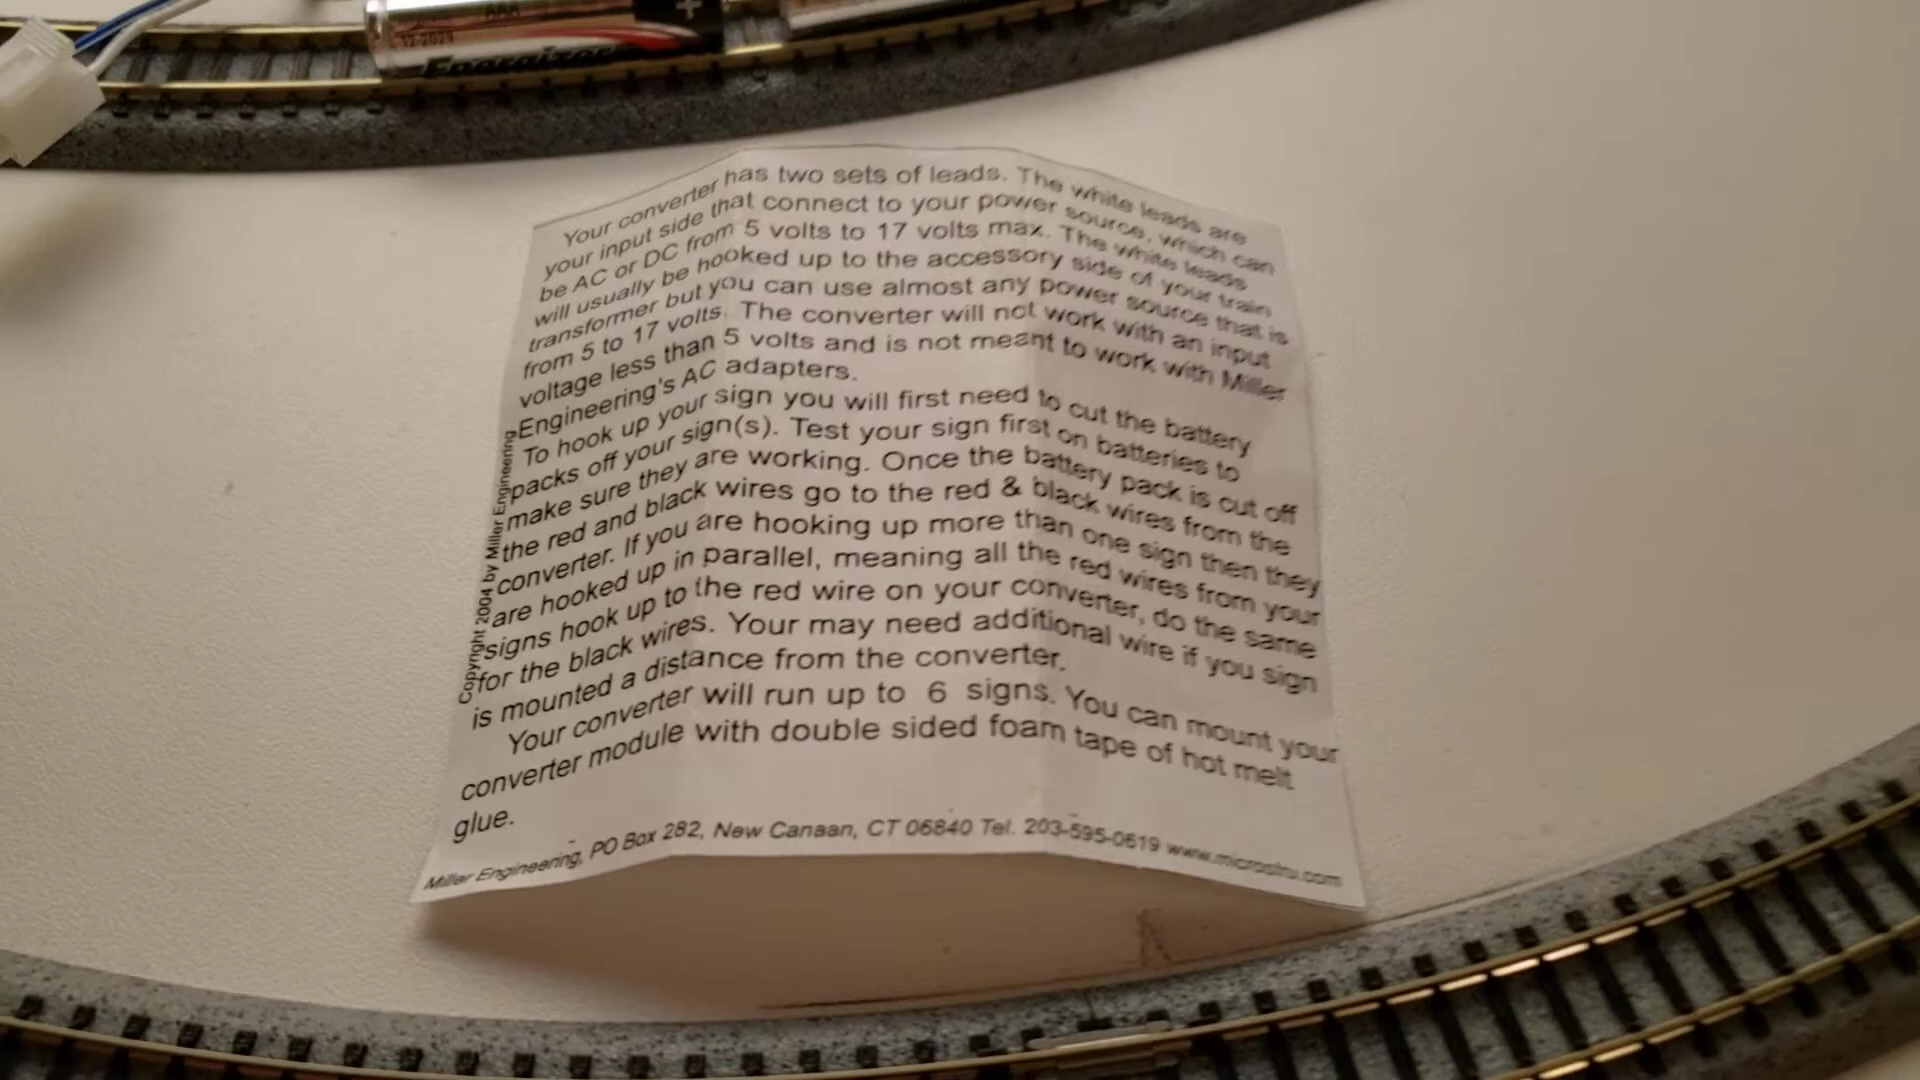 AAA
12-2029
Energizer
+
Your converter has two sets of leads. The white leads are
your input side that connect to your power source, which can
be AC or DC from 5 volts to 17 volts max. The white leads
will usually be hooked up to the accessory side of your train
transformer but you can use almost any power source that is
from 5 to 17 volts. The converter will not work with an input
voltage less than 5 volts and is not meant to work with Miller
Engineering's AC adapters.
To hook up your sign you will first need to cut the battery
packs off your sign(s). Test your sign first on batteries to
make sure they are working. Once the battery pack is cut off
the red and black wires go to the red & black wires from the
converter. If you are hooking up more than one sign then they
are hooked up in parallel, meaning all the red wires from your
signs hook up to the red wire on your converter, do the same
for the black wires. Your may need additional wire if you sign
is mounted a distance from the converter.
Your converter will run up to 6 signs. You can mount your
converter module with double sided foam tape of hot melt
glue.
Copyright 2004 by Miller Engineering
Miller Engineering, PO Box 282, New Canaan, CT 06840 Tel. 203-595-0619 www.microstru.com